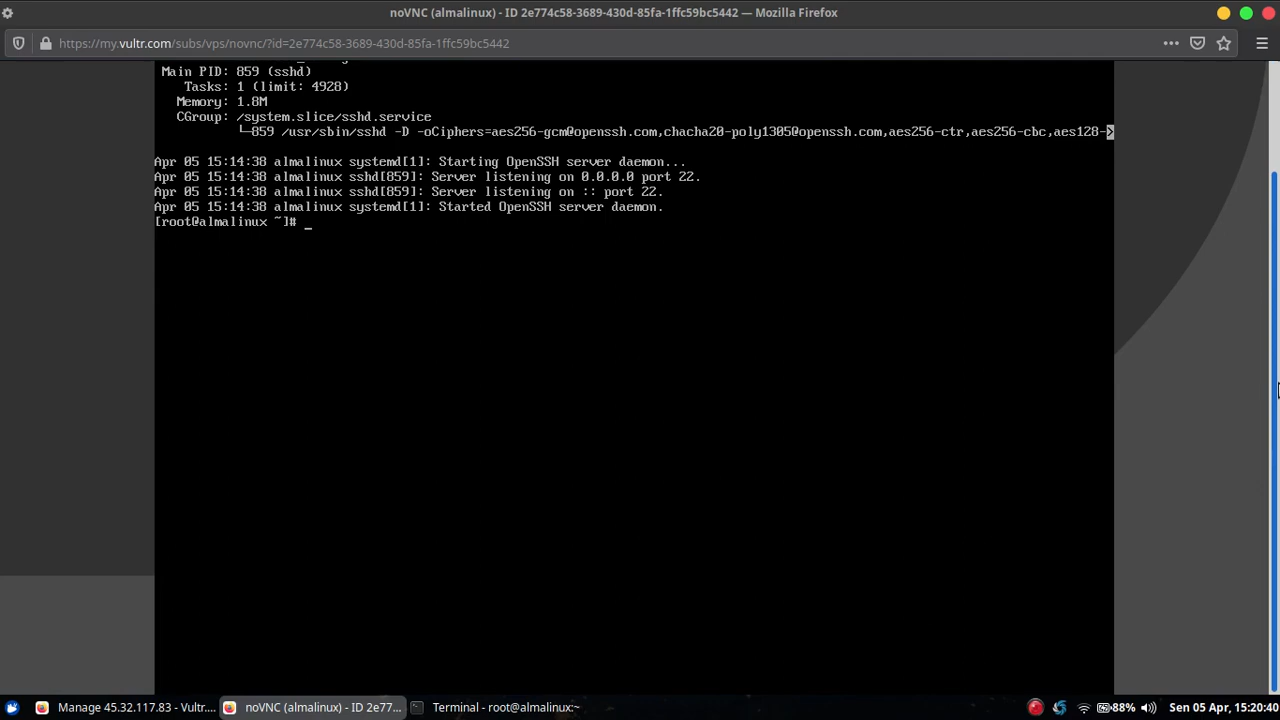 noVNC (almalinux) - ID 2e774c58-3689-430d-85fa-1ffc59bc5442 — Mozilla Firefox
https://my.vultr.com/subs/vps/novnc/?id=2e774c58-3689-430d-85fa-1ffc59bc5442
Main PID: 859 (sshd)
Tasks: 1 (limit: 4928)
Memory: 1.8M
CGroup: /system.slice/sshd.service
└─859 /usr/sbin/sshd -D -oCiphers=aes256-gcm@openssh.com,chacha20-poly1305@openssh.com,aes256-ctr,aes256-cbc,aes128->
Apr 05 15:14:38 almalinux systemd[1]: Starting OpenSSH server daemon...
Apr 05 15:14:38 almalinux sshd[859]: Server listening on 0.0.0.0 port 22.
Apr 05 15:14:38 almalinux sshd[859]: Server listening on :: port 22.
Apr 05 15:14:38 almalinux systemd[1]: Started OpenSSH server daemon.
[root@almalinux ~]# _
Manage 45.32.117.83 - Vultr.... noVNC (almalinux) - ID 2e77... Terminal - root@almalinux:~ 88% Sen 05 Apr, 15:20:40